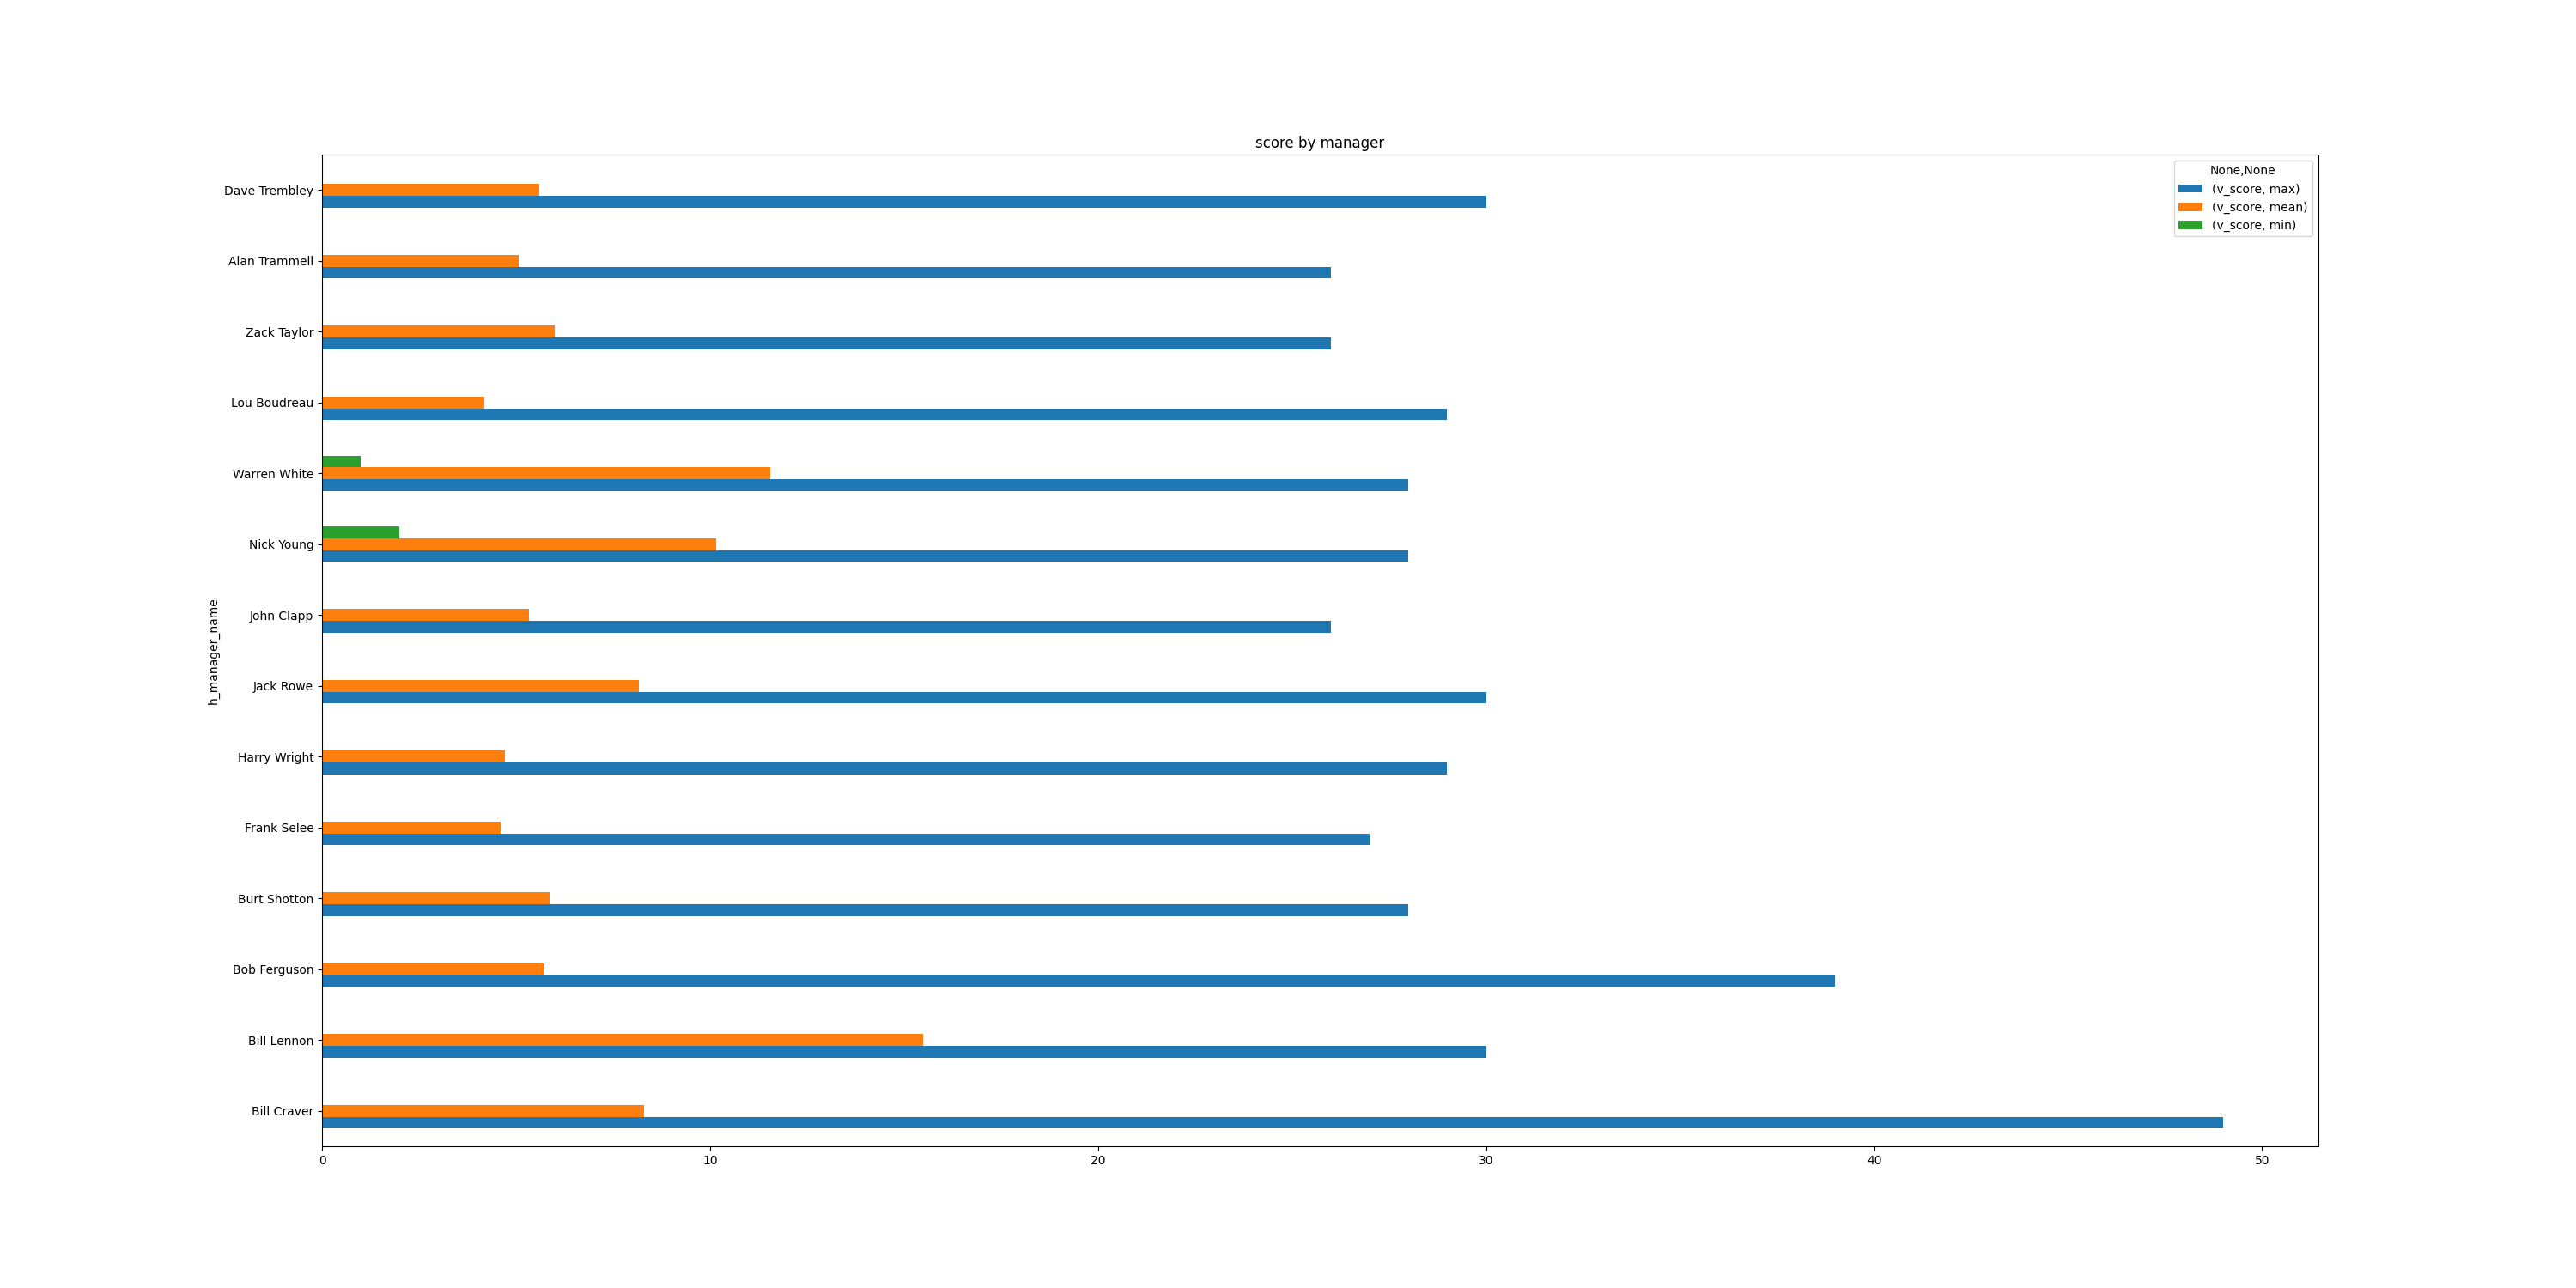 score by manager
None,None
(v_score, max)
(v_score, mean)
(v_score, min)
h_manager_name
Dave Trembley
Alan Trammell
Zack Taylor
Lou Boudreau
Warren White
Nick Young
John Clapp
Jack Rowe
Harry Wright
Frank Selee
Burt Shotton
Bob Ferguson
Bill Lennon
Bill Craver
0 10 20 30 40 50